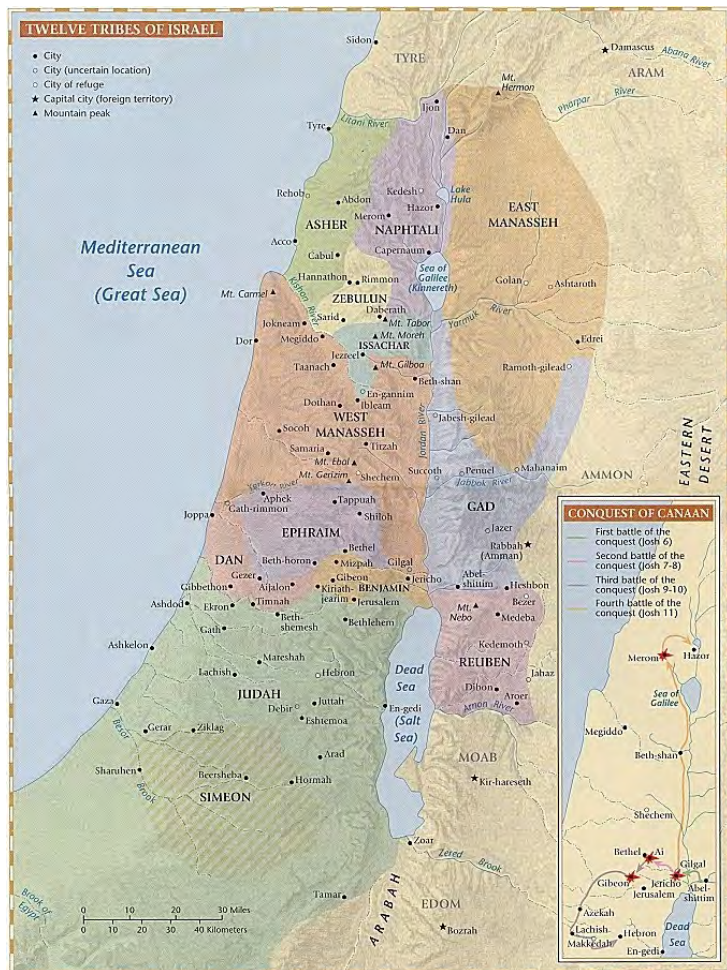 TWELVE TRIBES OF ISRAEL
City
City (uncertain location)
City of refuge
Capital city (foreign territory)
Mountain peak
Sidon
TYRE
Damascus
Abana River
ARAM
Mt.
Hermon
Pharpar River
Ijon
Litani River
Tyre
Dan
Kedesh
Lake
Hula
Rehob
Abdon
Hazor
EAST
MANASSEH
ASHER
Merom
NAPHTALI
Acco
Capernaum
Mediterranean
Sea
(Great Sea)
Cabul
Sea of
Galilee
(Kinnereth)
Hannathon
Rimmon
Golan
Ashtaroth
Mt. Carmel
Kishon River
ZEBULUN
Sarid
Daberath
Mt. Tabor
Yarmuk River
Jokneam
Mt. Moreh
Dor
Megiddo
ISSACHAR
Edrei
Jezreel
Taanach
Mt. Gilboa
Ramoth-gilead
Beth-shan
En-gannim
Dothan
Ibleam
WEST
MANASSEH
Jabesh-gilead
Jordan River
Socoh
Samaria
Tirzah
Mt. Ebal
Mt. Gerizim
Shechem
Succoth
Penuel
Mahanaim
Jabbok River
AMMON
EASTERN
DESERT
Yarkon River
Aphek
Gath-rimmon
Tappuah
Joppa
EPHRAIM
Shiloh
GAD
Jazer
Rabbah
(Amman)
DAN
Bethel
Beth-horon
Mizpah
Gilgal
Gezer
Gibeon
Abel-
shittim
Gibbethon
Aijalon
Kiriath-
jearim
BENJAMIN
Jericho
Heshbon
Ashdod
Ekron
Timnah
Jerusalem
Mt.
Nebo
Bezer
Beth-
shemesh
Bethlehem
Medeba
Gath
Ashkelon
Mareshah
Kedemoth
Lachish
Hebron
Dead
Sea
(Salt
Sea)
REUBEN
Jahaz
JUDAH
Dibon
Gaza
Debir
Juttah
En-gedi
Aroer
Eshtemoa
Arnon River
Besor
Brook
Gerar
Ziklag
Arad
MOAB
Sharuhen
Beersheba
Hormah
Kir-hareseth
SIMEON
Zoar
Zered Brook
Tamar
ARABAH
EDOM
Bozrah
Brook of
Egypt
0 10 20 30 Miles
0 10 20 30 40 Kilometers
CONQUEST OF CANAAN
First battle of the
conquest (Josh 6)
Second battle of the
conquest (Josh 7-8)
Third battle of the
conquest (Josh 9-10)
Fourth battle of the
conquest (Josh 11)
Merom
Hazor
Sea of
Galilee
Megiddo
Beth-shan
Shechem
Bethel
Ai
Gilgal
Gibeon
Jericho
Abel-
shittim
Jerusalem
Azekah
Lachish
Hebron
Makkedah
Dead
Sea
En-gedi